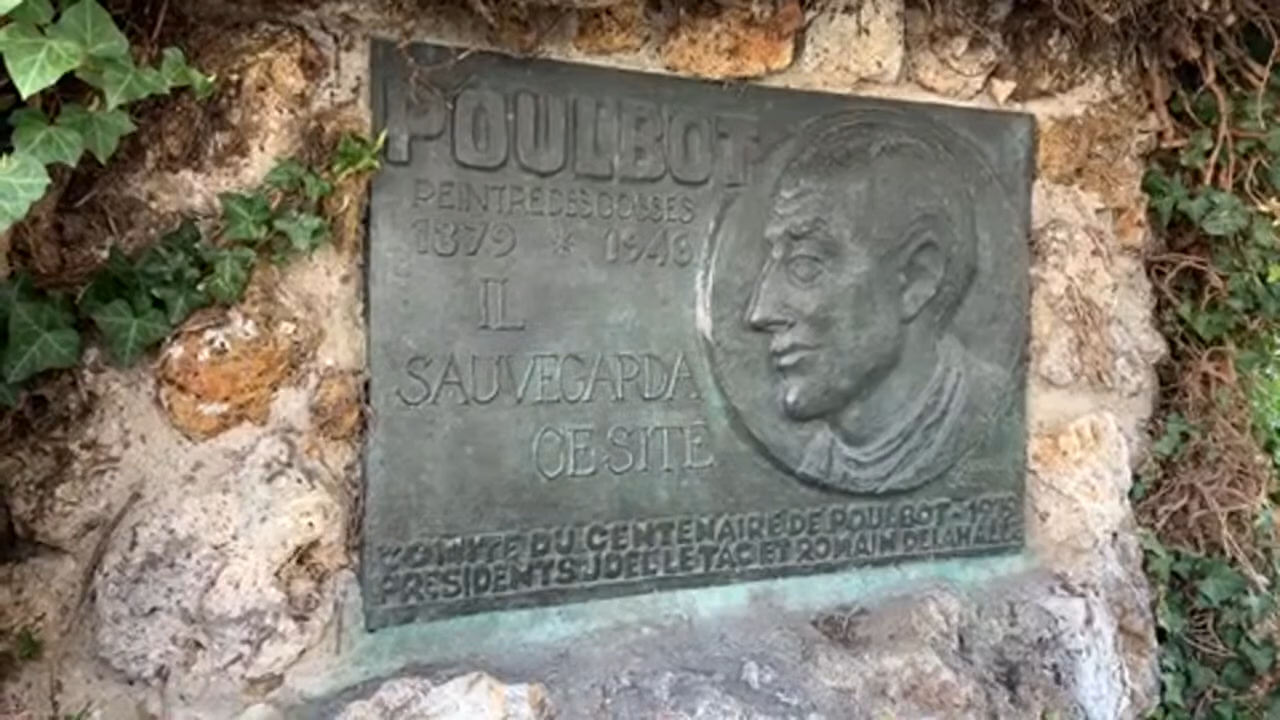 POULBOT
PEINTRE DES GOSSES
1879 * 1946
IL
SAUVEGARDA
CE SITE
COMITE DU CENTENAIRE DE POULBOT -
PRESIDENTS: JOEL LE TAC ET ROMAIN DELAHALLE